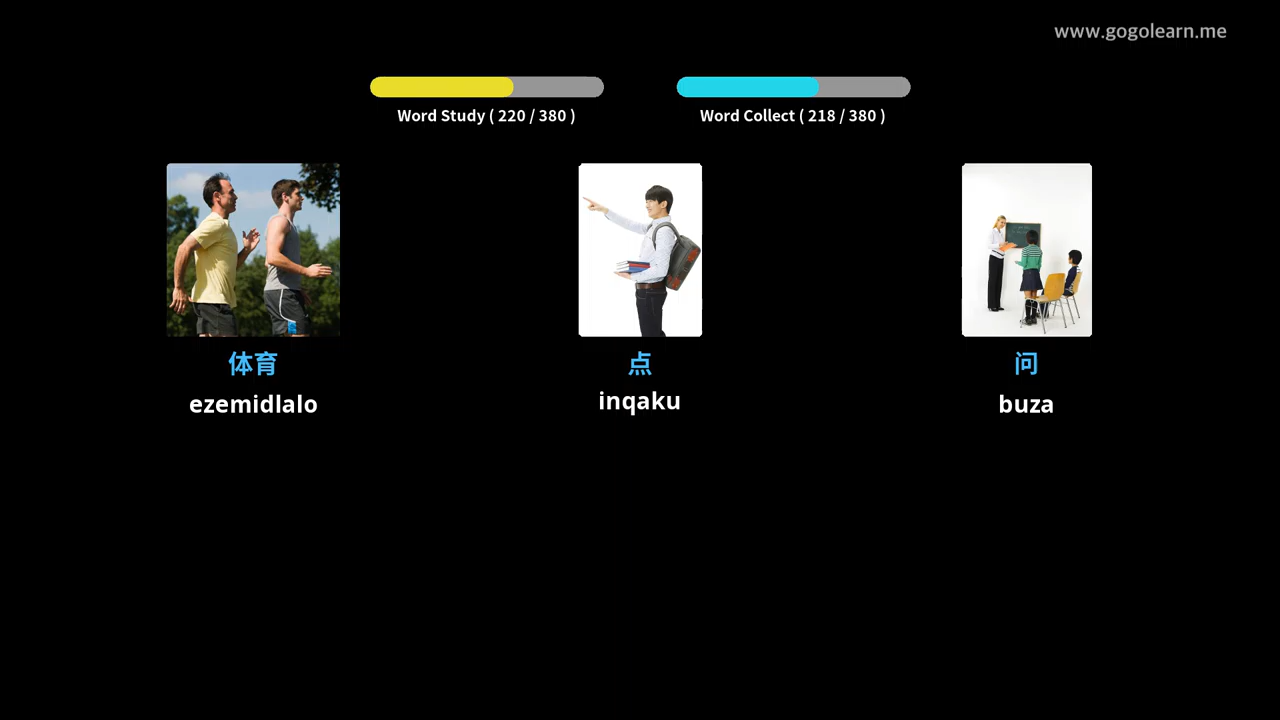 www.gogolearn.me
Word Study ( 220 / 380 )
Word Collect ( 218 / 380 )
体育
点
问
ezemidlalo
inqaku
buza